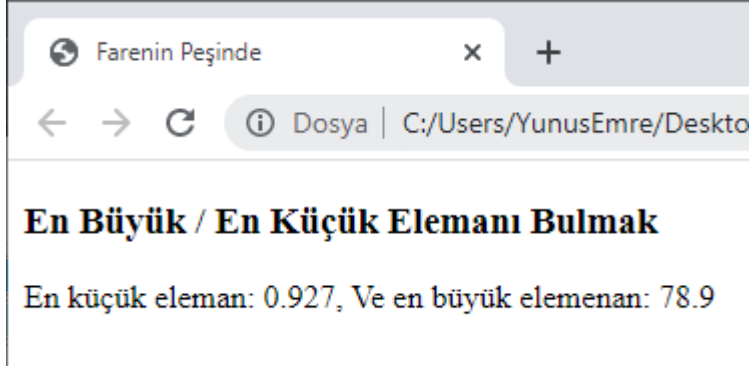 Farenin Peşinde
Dosya | C:/Users/YunusEmre/Deskto
En Büyük / En Küçük Elemanı Bulmak
En küçük eleman: 0.927, Ve en büyük elemenan: 78.9